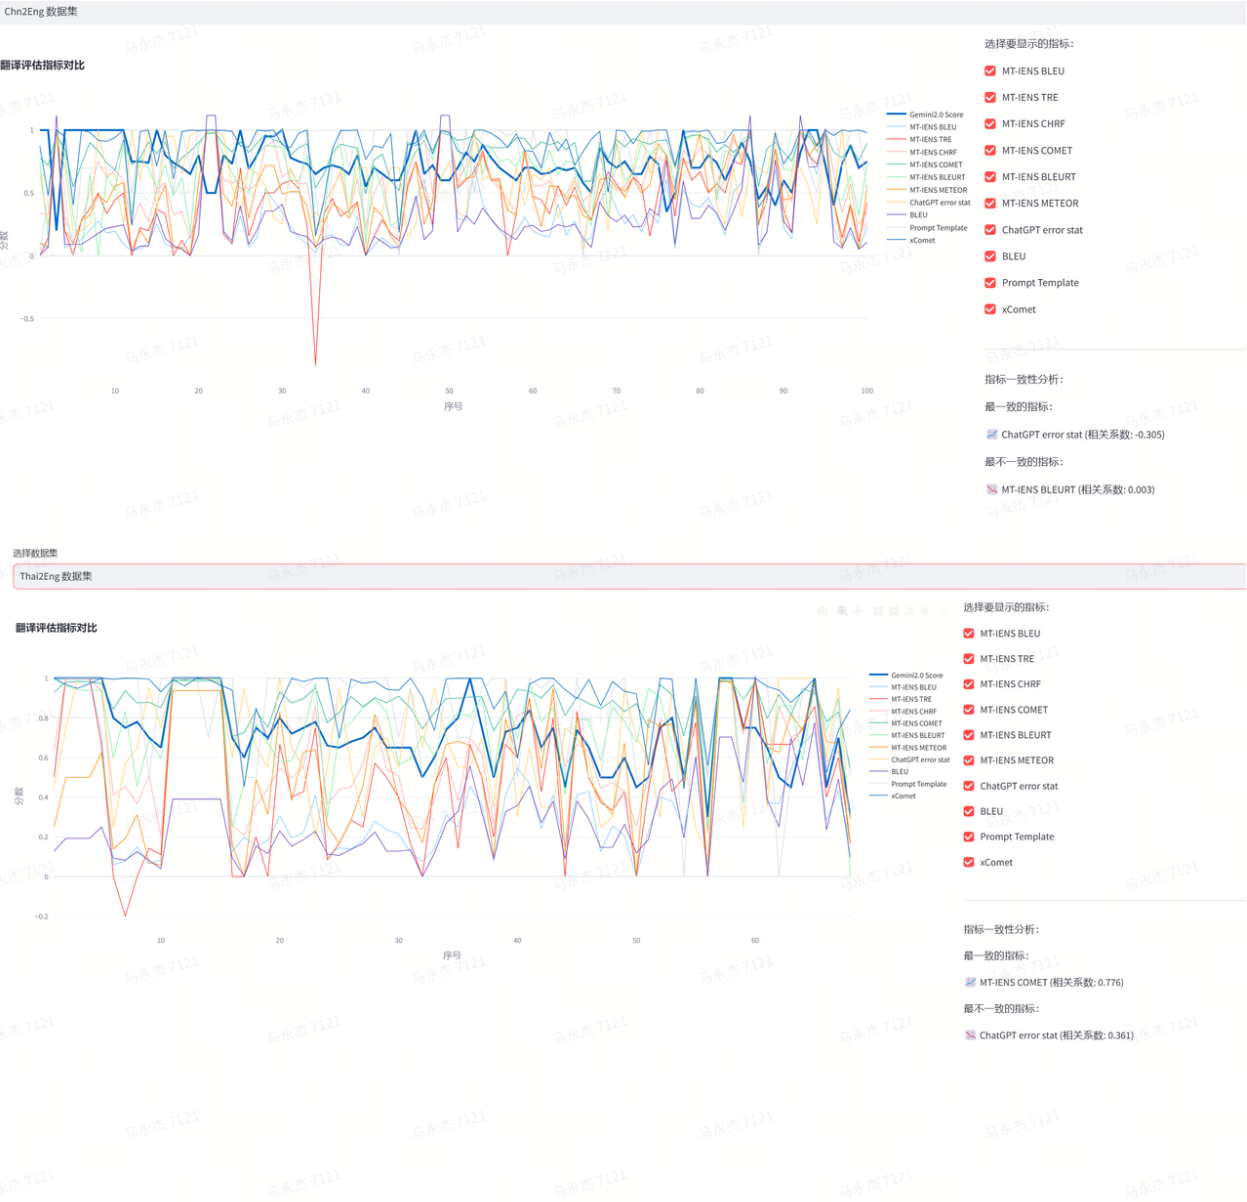 Chn2Eng 数据集
翻译评估指标对比
分数
1
0.5
0
−0.5
10
20
30
40
50
60
70
80
90
100
序号
Gemini2.0 Score
MT-IENS BLEU
MT-IENS TRE
MT-IENS CHRF
MT-IENS COMET
MT-IENS BLEURT
MT-IENS METEOR
ChatGPT error stat
BLEU
Prompt Template
xComet
选择要显示的指标:
MT-IENS BLEU
MT-IENS TRE
MT-IENS CHRF
MT-IENS COMET
MT-IENS BLEURT
MT-IENS METEOR
ChatGPT error stat
BLEU
Prompt Template
xComet
指标一致性分析:
最一致的指标:
ChatGPT error stat (相关系数: -0.305)
最不一致的指标:
MT-IENS BLEURT (相关系数: 0.003)
选择数据集
Thai2Eng 数据集
翻译评估指标对比
分数
1
0.8
0.6
0.4
0.2
0
−0.2
10
20
30
40
50
60
序号
Gemini2.0 Score
MT-IENS BLEU
MT-IENS TRE
MT-IENS CHRF
MT-IENS COMET
MT-IENS BLEURT
MT-IENS METEOR
ChatGPT error stat
BLEU
Prompt Template
xComet
选择要显示的指标:
MT-IENS BLEU
MT-IENS TRE
MT-IENS CHRF
MT-IENS COMET
MT-IENS BLEURT
MT-IENS METEOR
ChatGPT error stat
BLEU
Prompt Template
xComet
指标一致性分析:
最一致的指标:
MT-IENS COMET (相关系数: 0.776)
最不一致的指标:
ChatGPT error stat (相关系数: 0.361)
马永杰 7121